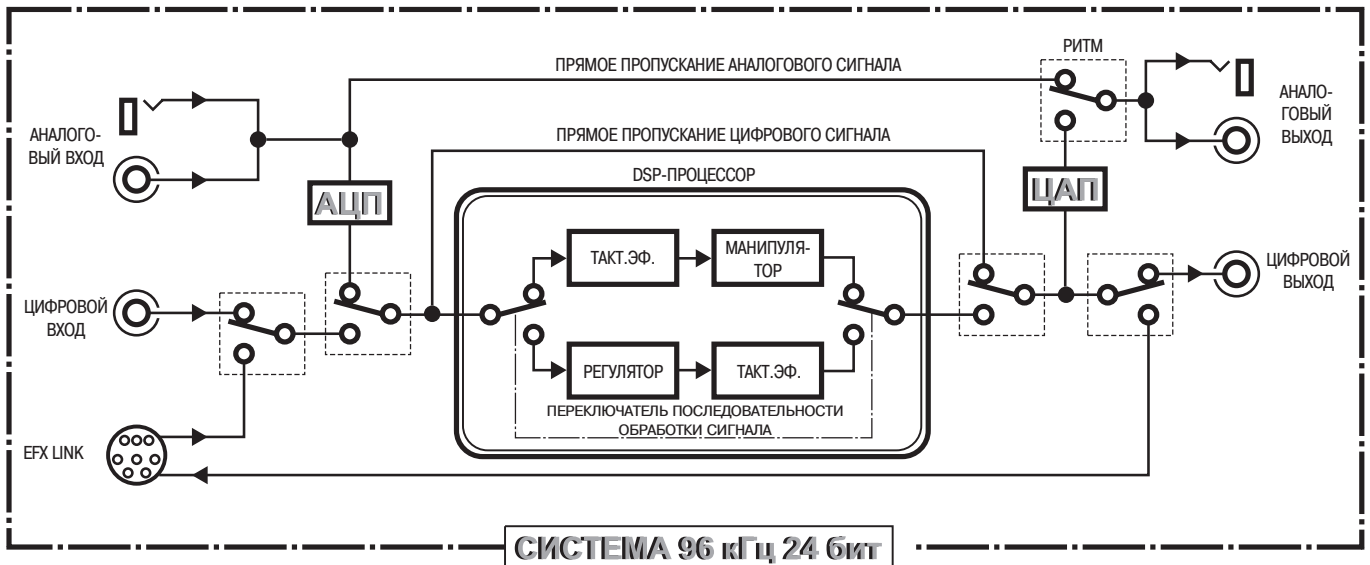 РИТМ
ПРЯМОЕ ПРОПУСКАНИЕ АНАЛОГОВОГО СИГНАЛА
АНАЛОГО-
ВЫЙ ВХОД
АНАЛО-
ГОВЫЙ
ВЫХОД
ПРЯМОЕ ПРОПУСКАНИЕ ЦИФРОВОГО СИГНАЛА
DSP-ПРОЦЕССОР
АЦП
ЦАП
ТАКТ.ЭФ.
МАНИПУЛЯ-
ТОР
ЦИФРОВОЙ
ВХОД
ЦИФРОВОЙ
ВЫХОД
РЕГУЛЯТОР
ТАКТ.ЭФ.
ПЕРЕКЛЮЧАТЕЛЬ ПОСЛЕДОВАТЕЛЬНОСТИ
ОБРАБОТКИ СИГНАЛА
EFX LINK
СИСТЕМА 96 кГц 24 бит